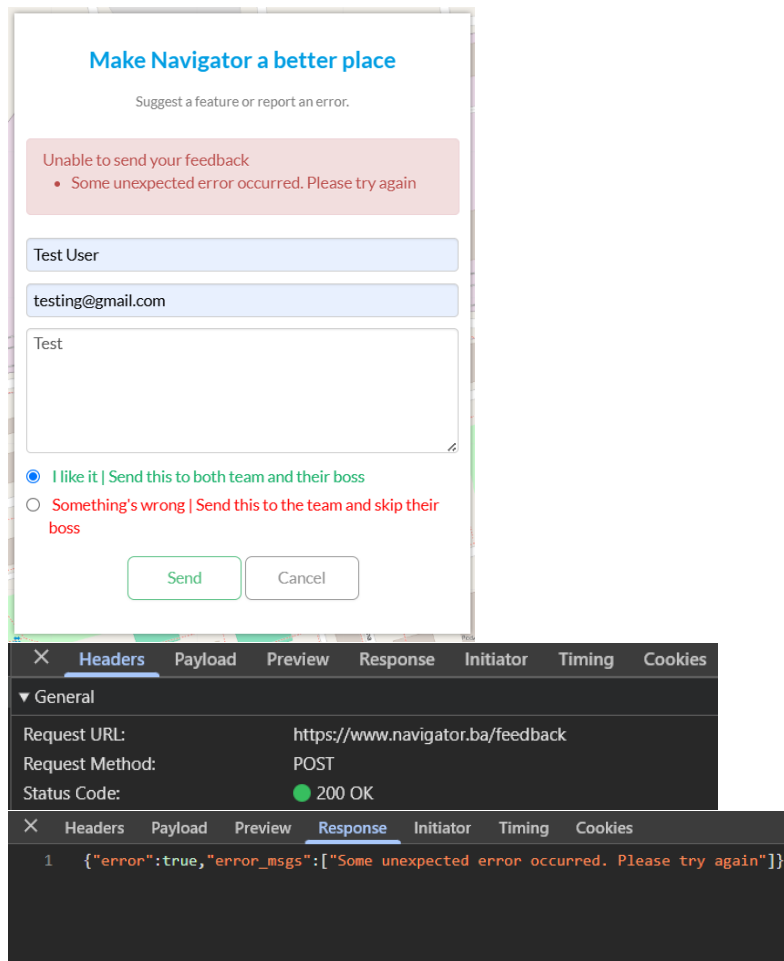 Make Navigator a better place
Suggest a feature or report an error.
Unable to send your feedback
• Some unexpected error occurred. Please try again
Test User
testing@gmail.com
Test
I like it | Send this to both team and their boss
Something's wrong | Send this to the team and skip their
boss
Send Cancel
Headers Payload Preview Response Initiator Timing Cookies
General
Request URL: https://www.navigator.ba/feedback
Request Method: POST
Status Code: 200 OK
Headers Payload Preview Response Initiator Timing Cookies
1 {"error":true,"error_msgs":["Some unexpected error occurred. Please try again"]}